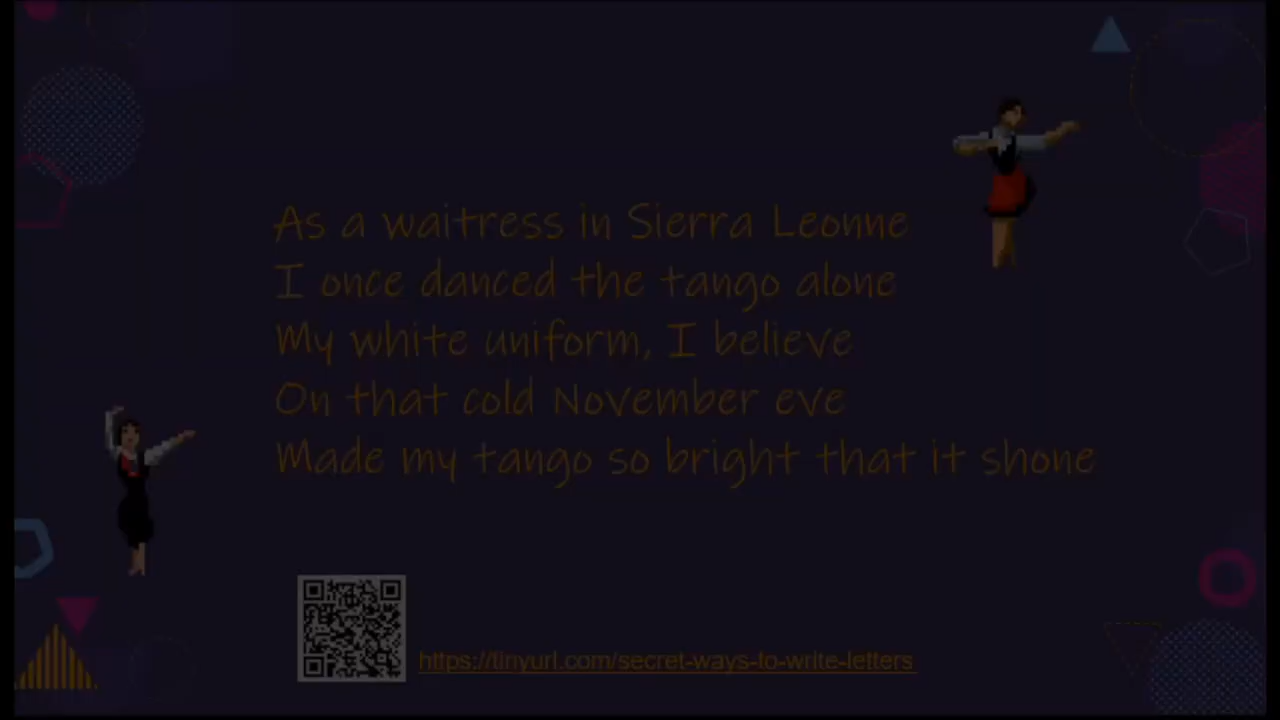 As a waitress in Sierra Leonne
I once danced the tango alone
My white uniform, I believe
On that cold November eve
Made my tango so bright that it shone
https://tinyurl.com/secret-ways-to-write-letters